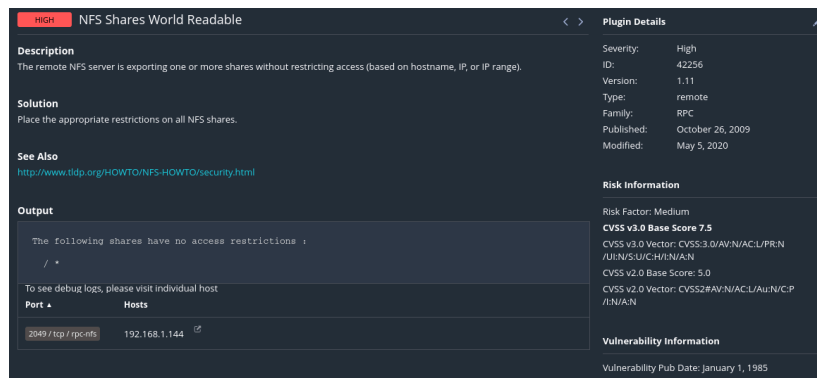 HIGH NFS Shares World Readable
Description
The remote NFS server is exporting one or more shares without restricting access (based on hostname, IP, or IP range).
Solution
Place the appropriate restrictions on all NFS shares.
See Also
http://www.tldp.org/HOWTO/NFS-HOWTO/security.html
Output
The following shares have no access restrictions :
/ *
To see debug logs, please visit individual host
Port ▲ Hosts
2049 / tcp / rpc-nfs 192.168.1.144
Plugin Details
Severity: High
ID: 42256
Version: 1.11
Type: remote
Family: RPC
Published: October 26, 2009
Modified: May 5, 2020
Risk Information
Risk Factor: Medium
CVSS v3.0 Base Score 7.5
CVSS v3.0 Vector: CVSS:3.0/AV:N/AC:L/PR:N
/UI:N/S:U/C:H/I:N/A:N
CVSS v2.0 Base Score: 5.0
CVSS v2.0 Vector: CVSS2#AV:N/AC:L/Au:N/C:P
/I:N/A:N
Vulnerability Information
Vulnerability Pub Date: January 1, 1985